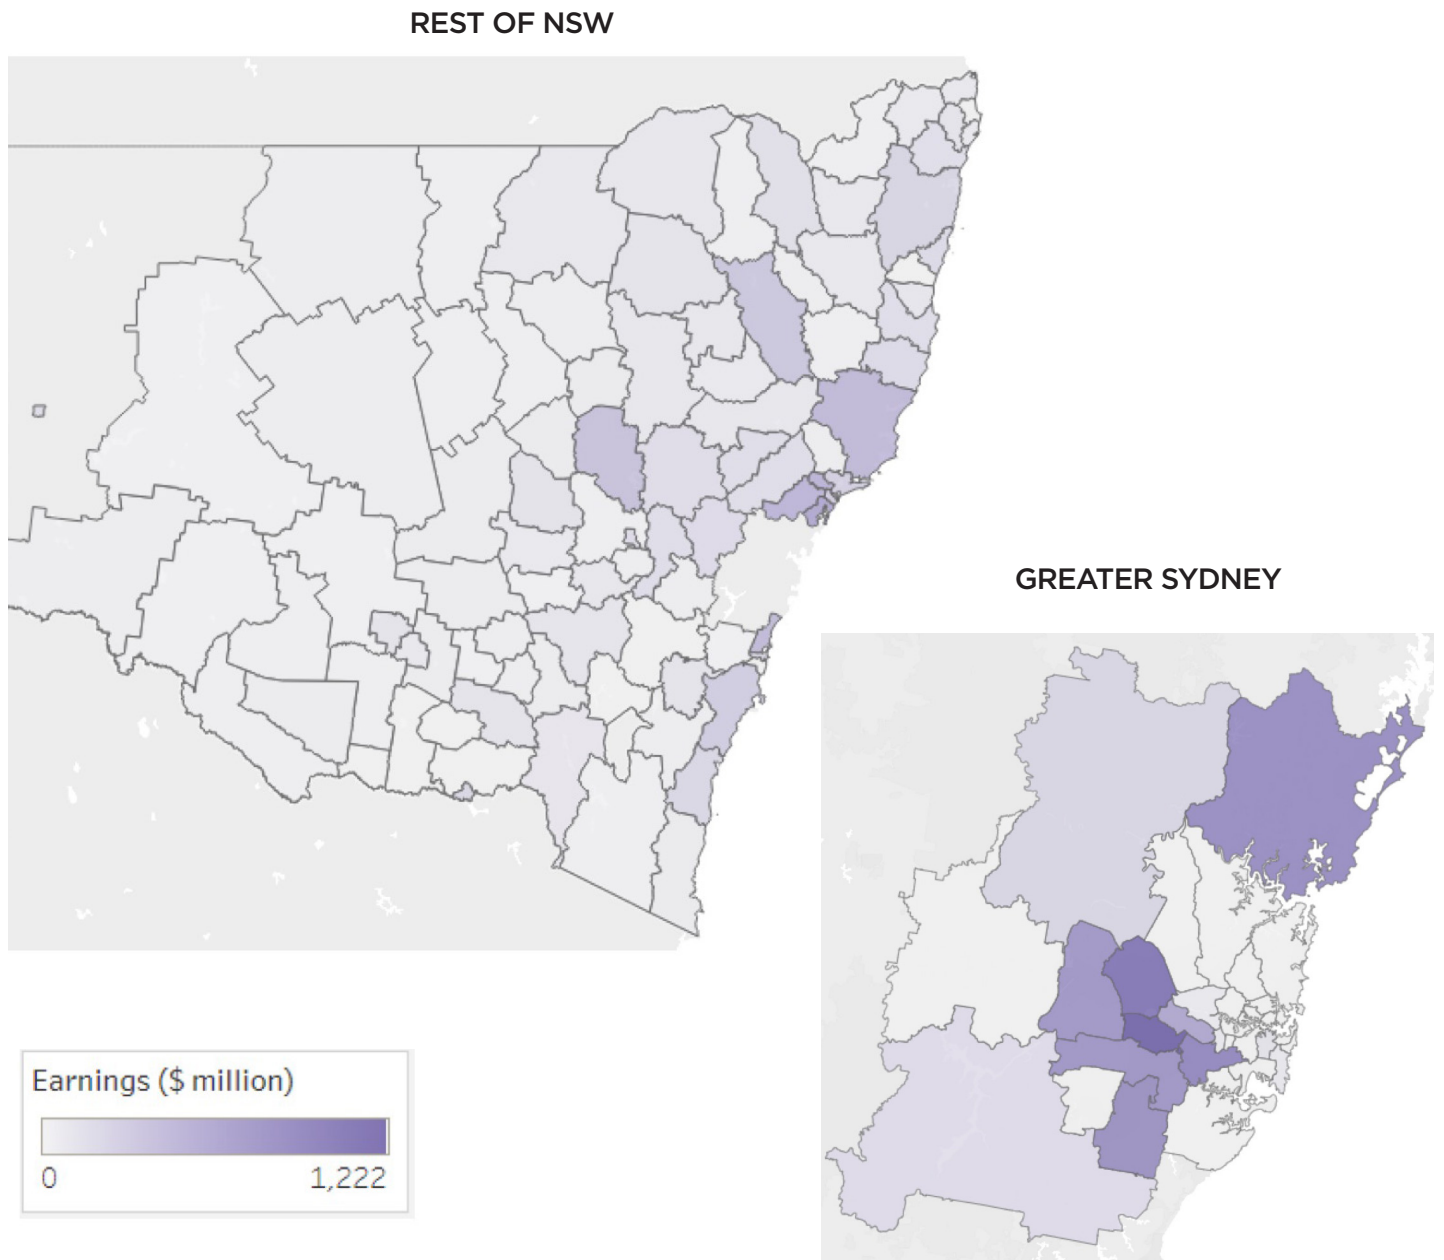 REST OF NSW
GREATER SYDNEY
Earnings ($ million)
0
1,222